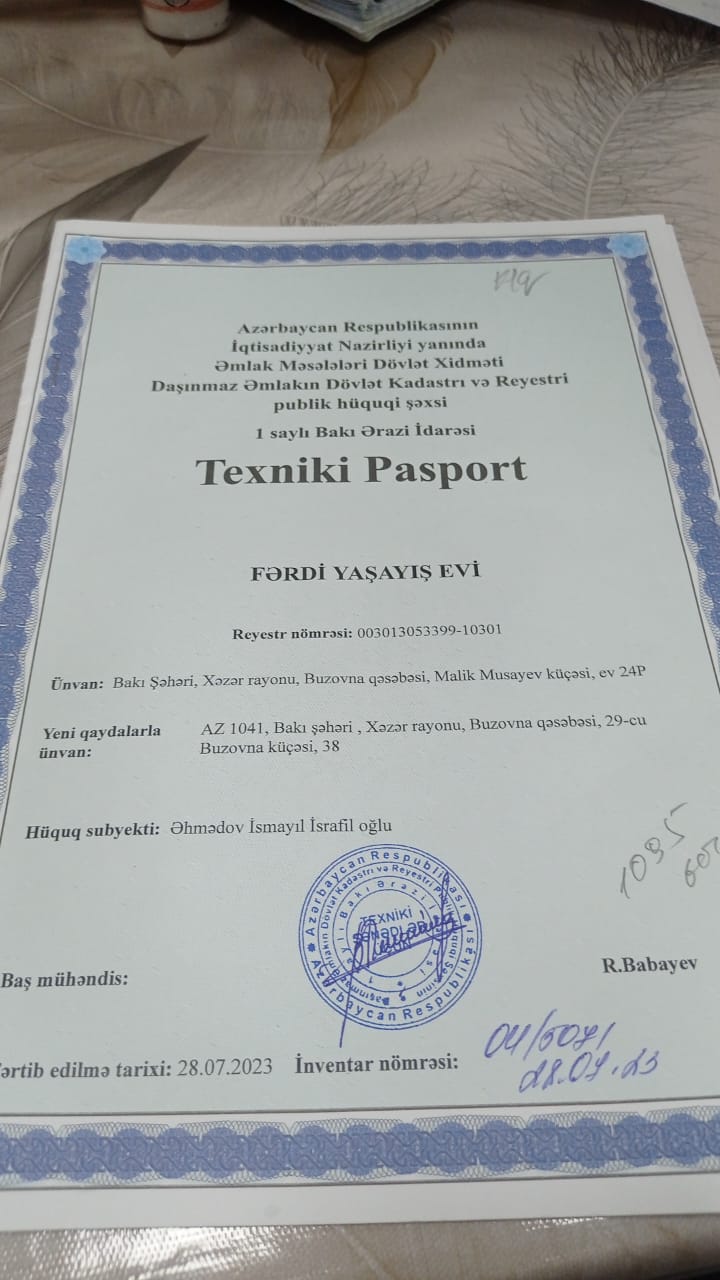 Azərbaycan Respublikasının
İqtisadiyyat Nazirliyi yanında
Əmlak Məsələləri Dövlət Xidməti
Daşınmaz Əmlakın Dövlət Kadastrı və Reyestri
publik hüquqi şəxsi
1 saylı Bakı Ərazi İdarəsi
Texniki Pasport
FƏRDİ YAŞAYIŞ EVİ
Reyestr nömrəsi: 003013053399-10301
Ünvan: Bakı Şəhəri, Xəzər rayonu, Buzovna qəsəbəsi, Malik Musayev küçəsi, ev 24P
Yeni qaydalarla ünvan: AZ 1041, Bakı şəhəri , Xəzər rayonu, Buzovna qəsəbəsi, 29-cu
Buzovna küçəsi, 38
Hüquq subyekti: Əhmədov İsmayıl İsrafil oğlu
1095
Azərbaycan Respublikası
Azərbaycan Respublikası
TEXNİKİ
Baş mühəndis:
R.Babayev
ərtib edilmə tarixi: 28.07.2023 İnventar nömrəsi:
28.07.23